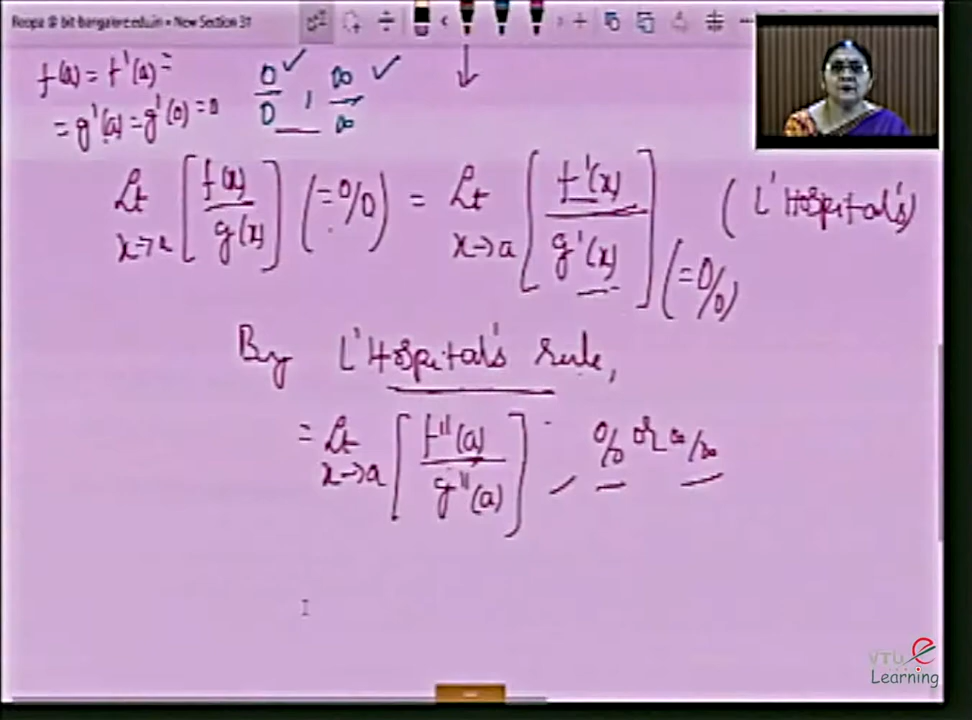 Roopa @ bit-bangalore.edu.in » New Section 31
f(a) = f'(a) =
= g'(a) = g'(0) = 0
0/0 ✓ , ∞/∞ ✓
Lt x→a [f(x)/g(x)] (=0/0) = Lt x→a [f'(x)/g'(x)] (=0/0) (L'Hospital's)
By L'Hospital's rule,
= Lt x→a [f''(a)/g''(a)] , 0/0 or ∞/∞
VTU e
Learning